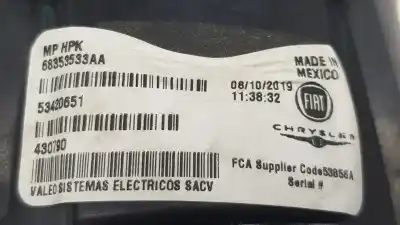 MP HPK
68353533AA
53420651
430790
VALEO SISTEMAS ELECTRICOS SACV
08/10/2019
11:38:32
MADE IN
MEXICO
FIAT
CHRYSLER
FCA Supplier Code53856A
Serial #